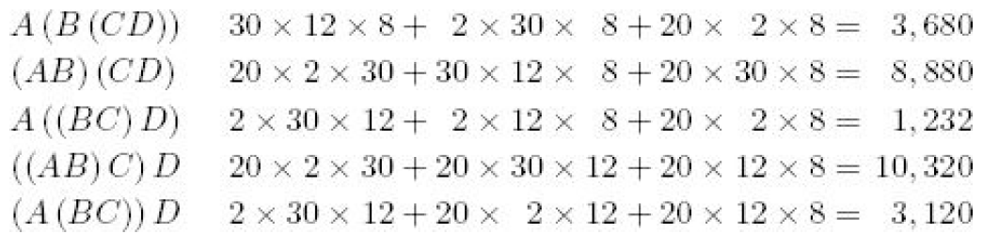 A(B(CD)) 30 × 12 × 8 + 2 × 30 × 8 + 20 × 2 × 8 = 3,680
(AB)(CD) 20 × 2 × 30 + 30 × 12 × 8 + 20 × 30 × 8 = 8,880
A((BC)D) 2 × 30 × 12 + 2 × 12 × 8 + 20 × 2 × 8 = 1,232
((AB)C)D 20 × 2 × 30 + 20 × 30 × 12 + 20 × 12 × 8 = 10,320
(A(BC))D 2 × 30 × 12 + 20 × 2 × 12 + 20 × 12 × 8 = 3,120